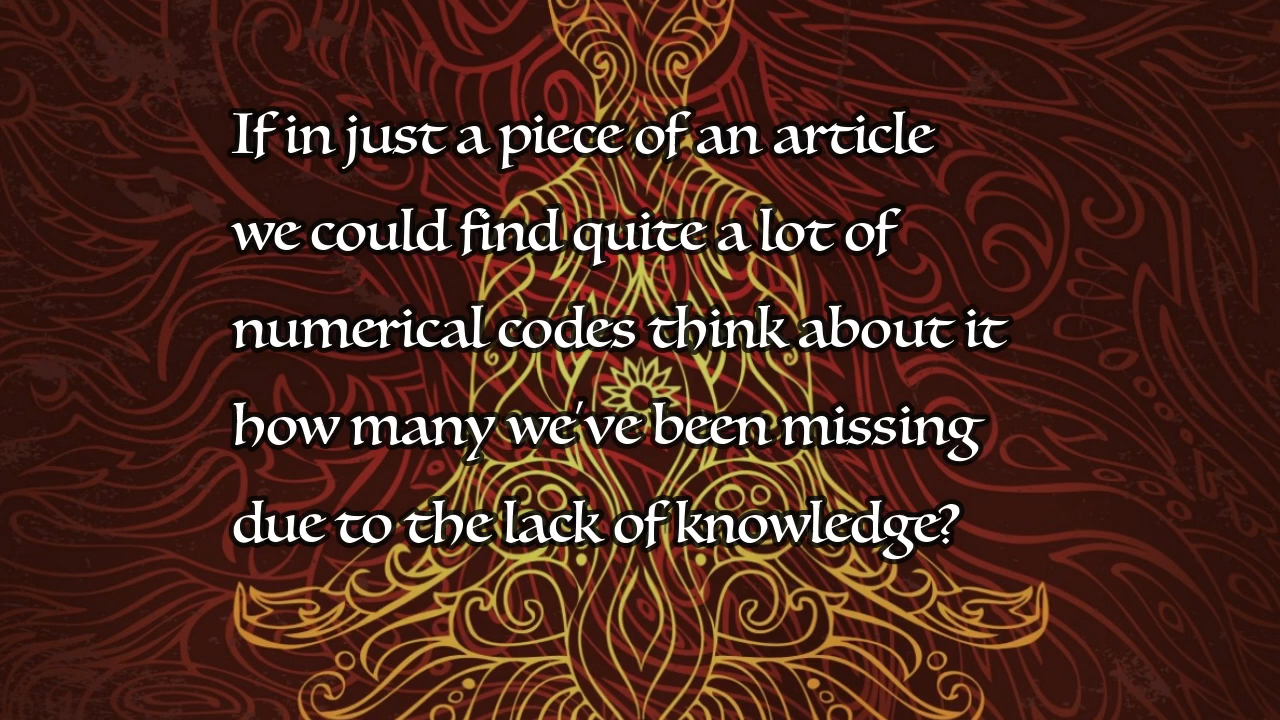 If in just a piece of an article
we could find quite a lot of
numerical codes think about it
how many we've been missing
due to the lack of knowledge?